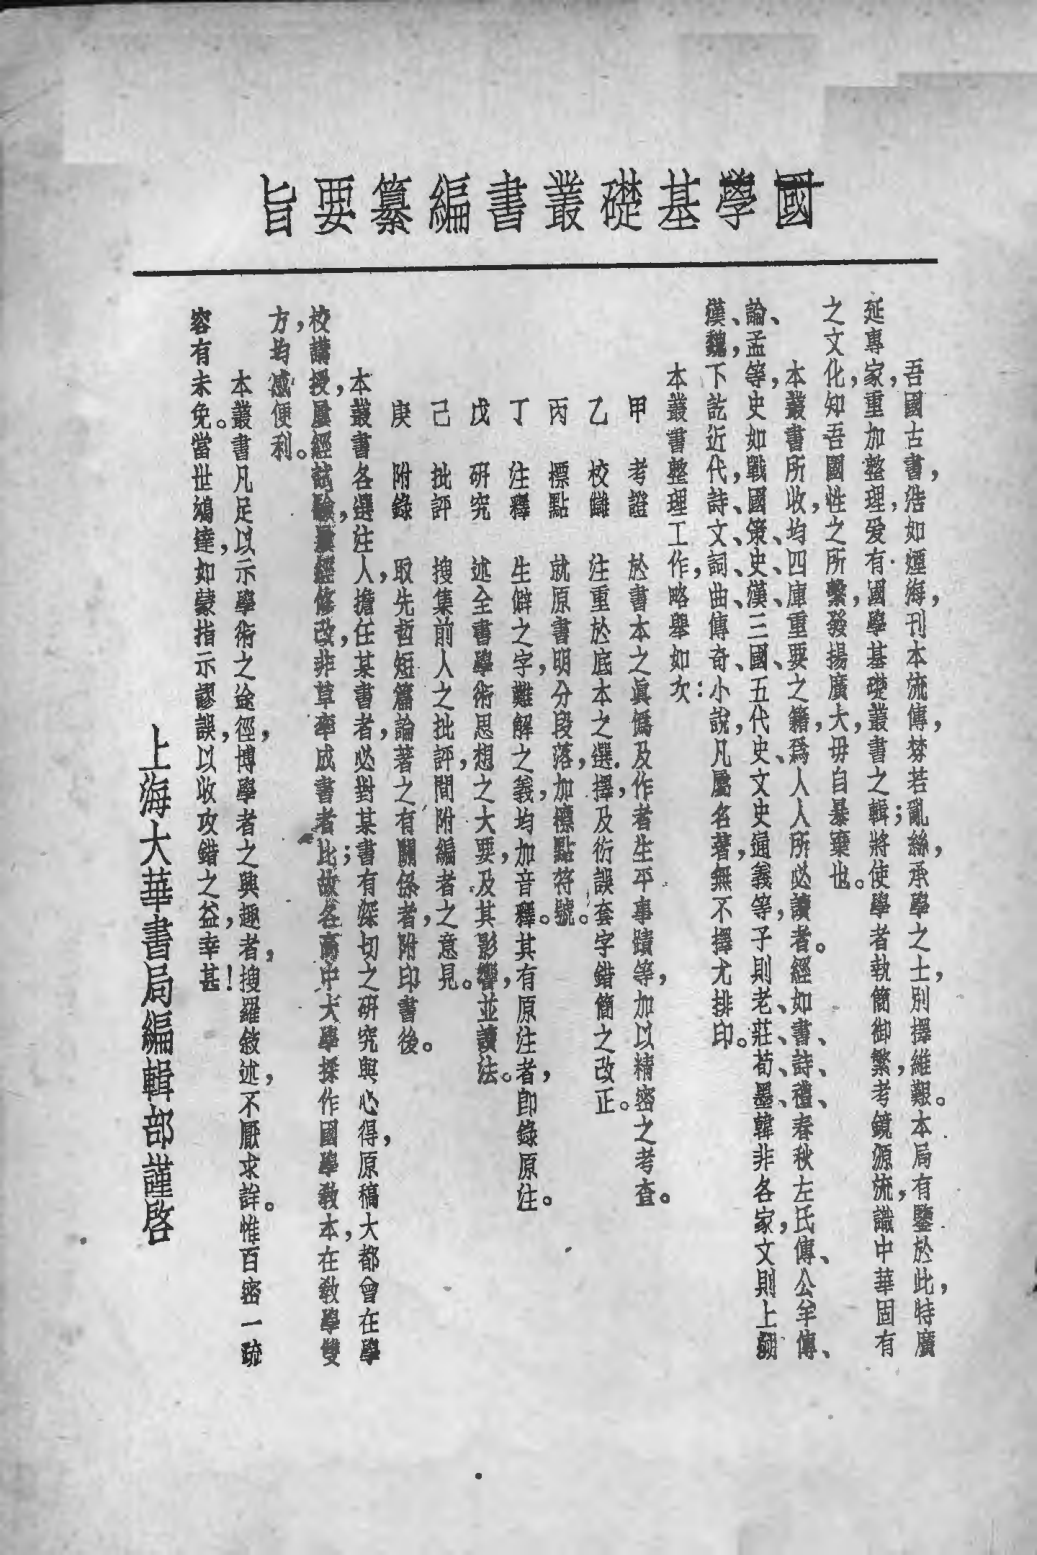 國學基礎叢書編纂要旨
吾國古書，浩如煙海，刊本流傳，棼若亂絲，承學之士，別擇維艱。本局有鑒於此，特廣
延專家，重加整理，爰有國學基礎叢書之輯；將使學者執簡御繁，考鏡源流，識中華固有
之文化，知吾國性之所繫，發揚廣大，毋自暴棄也。
本叢書所收，均四庫重要之籍，爲人人所必讀者。經如書、詩、禮、春秋左氏傳、公羊傳、
論、孟等，史如戰國策、史、漢、三國、五代史、文史通義等，子則老、莊、荀、墨、韓非各家，文則上翻
漢、魏，下訖近代，詩、文、詞、曲、傳奇、小說，凡屬名著，無不擇尤排印。
本叢書整理工作，略舉如次：
甲　考證　於書本之眞僞及作者生平事蹟等，加以精密之考查。
乙　校讎　注重於底本之選擇，及衍誤套字錯簡之改正。
丙　標點　就原書明分段落，加標點符號。
丁　注釋　生僻之字，難解之義，均加音釋。其有原注者，卽錄原注。
戊　研究　述全書學術思想之大要，及其影響，並讀法。
己　批評　搜集前人之批評，間附編者之意見。
庚　附錄　取先哲短篇論著之有關係者，附印書後。
本叢書各選注人，擔任某書者，必對某書有深切之研究與心得，原稿大都曾在學
校講授，屢經試驗，屢經修改，非草率成書者比；故各高中大學採作國學敎本，在敎學雙
方，均感便利。
本叢書凡足以示學術之途徑，博學者之興趣者，搜羅敍述，不厭求詳。惟百密一疏，
容有未免。當世鴻達，如蒙指示謬誤，以收攻錯之益，幸甚！
上海大華書局編輯部謹啓